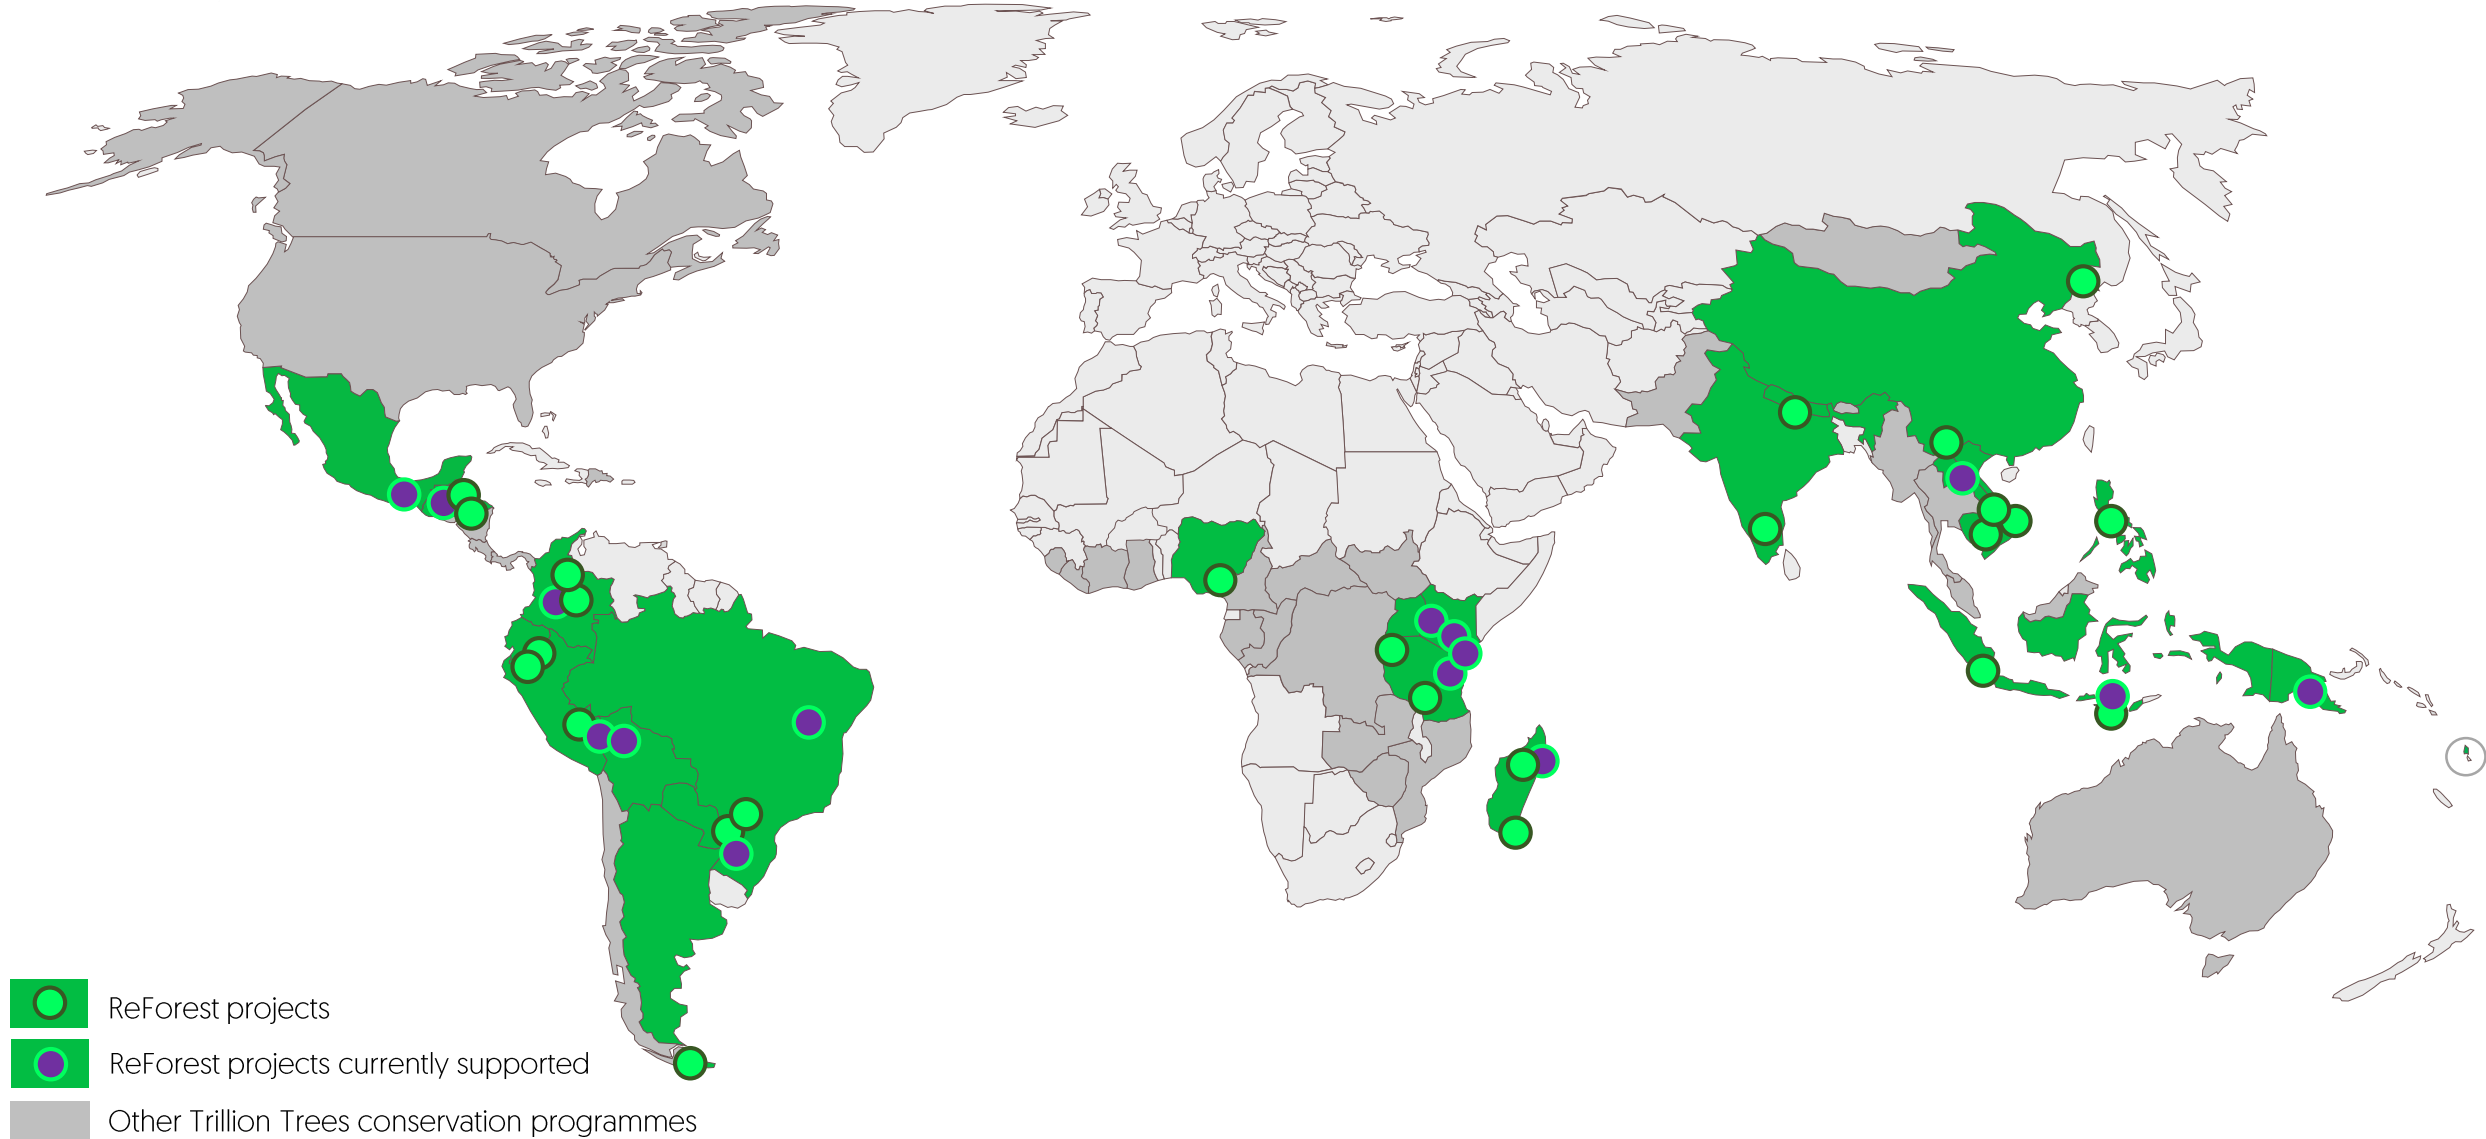 ReForest projects
ReForest projects currently supported
Other Trillion Trees conservation programmes